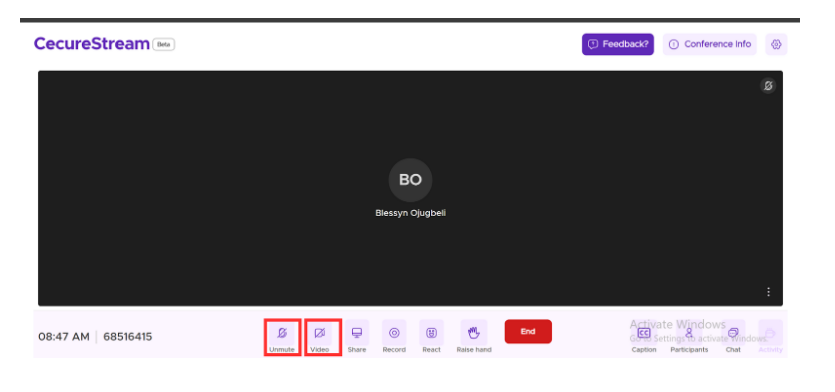 CecureStream Beta
Feedback?
Conference Info
BO
Blessyn Ojugbeli
08:47 AM | 68516415
Unmute
Video
Share
Record
React
Raise hand
End
Activate Windows
Go to Settings to activate Windows.
CC
Caption
Participants
Chat
Activity